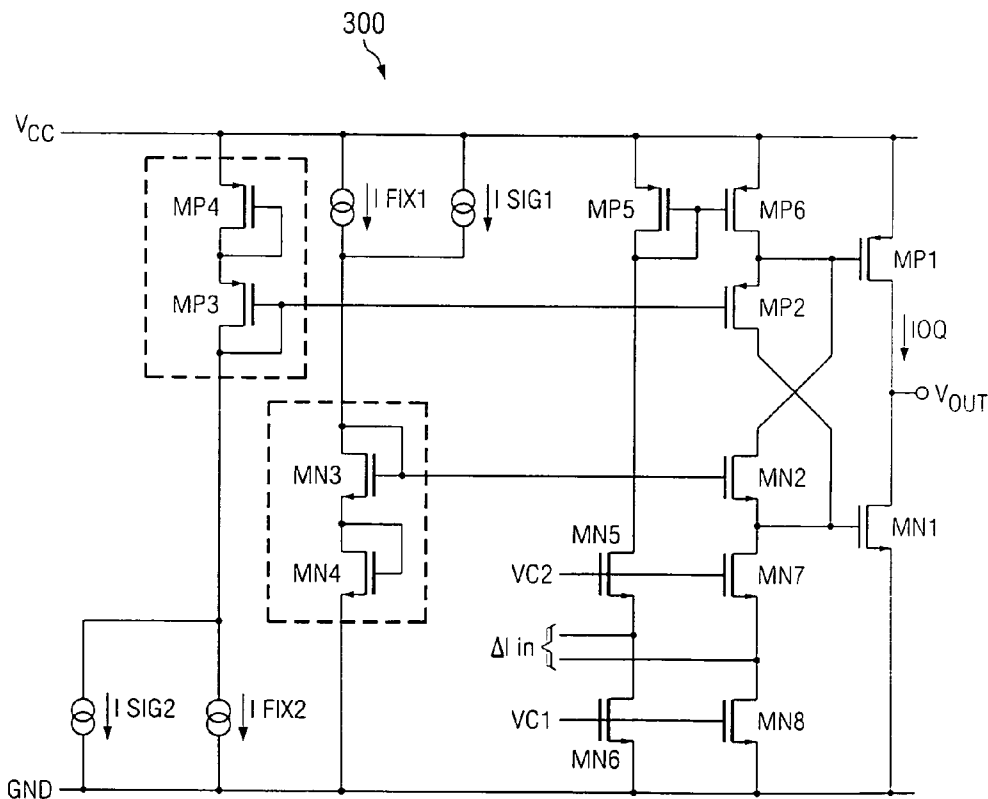 300
VCC
MP4
I FIX1
I SIG1
MP5
MP6
MP1
MP3
MP2
IOQ
VOUT
MN3
MN2
MN5
MN1
MN4
VC2
MN7
ΔI in
I SIG2
I FIX2
VC1
MN8
MN6
GND